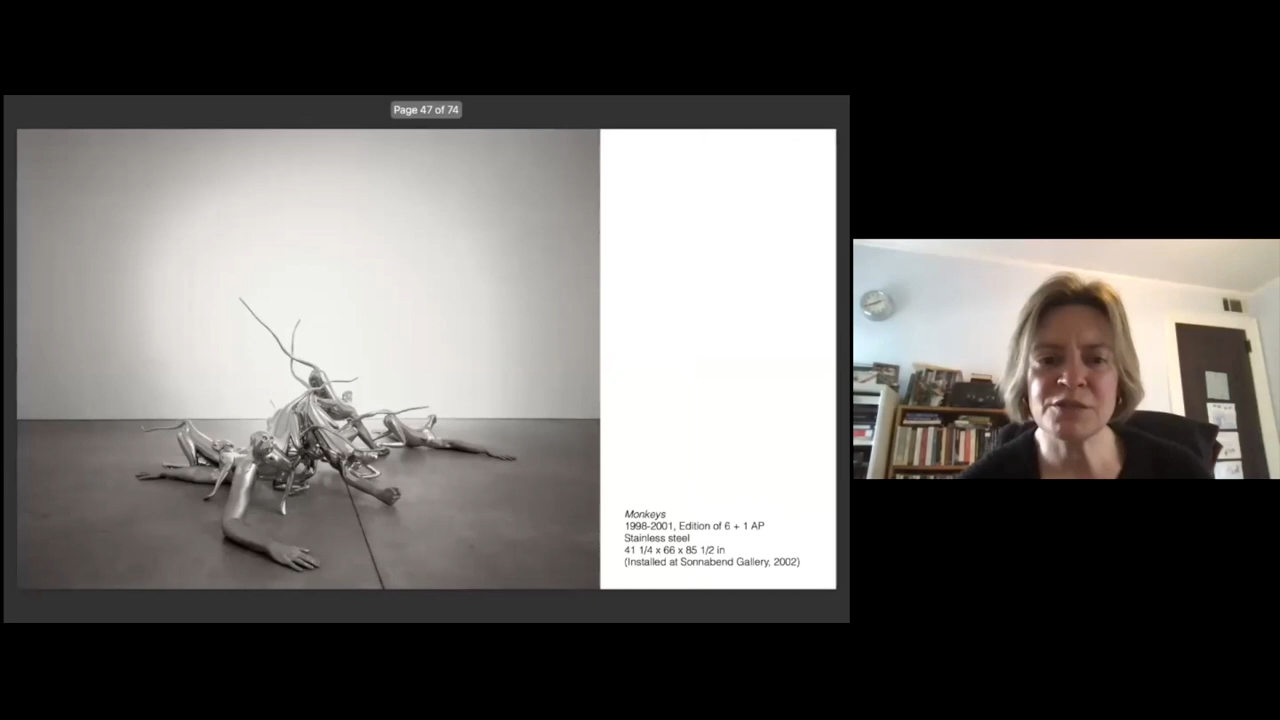 Page 47 of 74
Monkeys
1998-2001, Edition of 6 + 1 AP
Stainless steel
41 1/4 x 66 x 85 1/2 in
(Installed at Sonnabend Gallery, 2002)